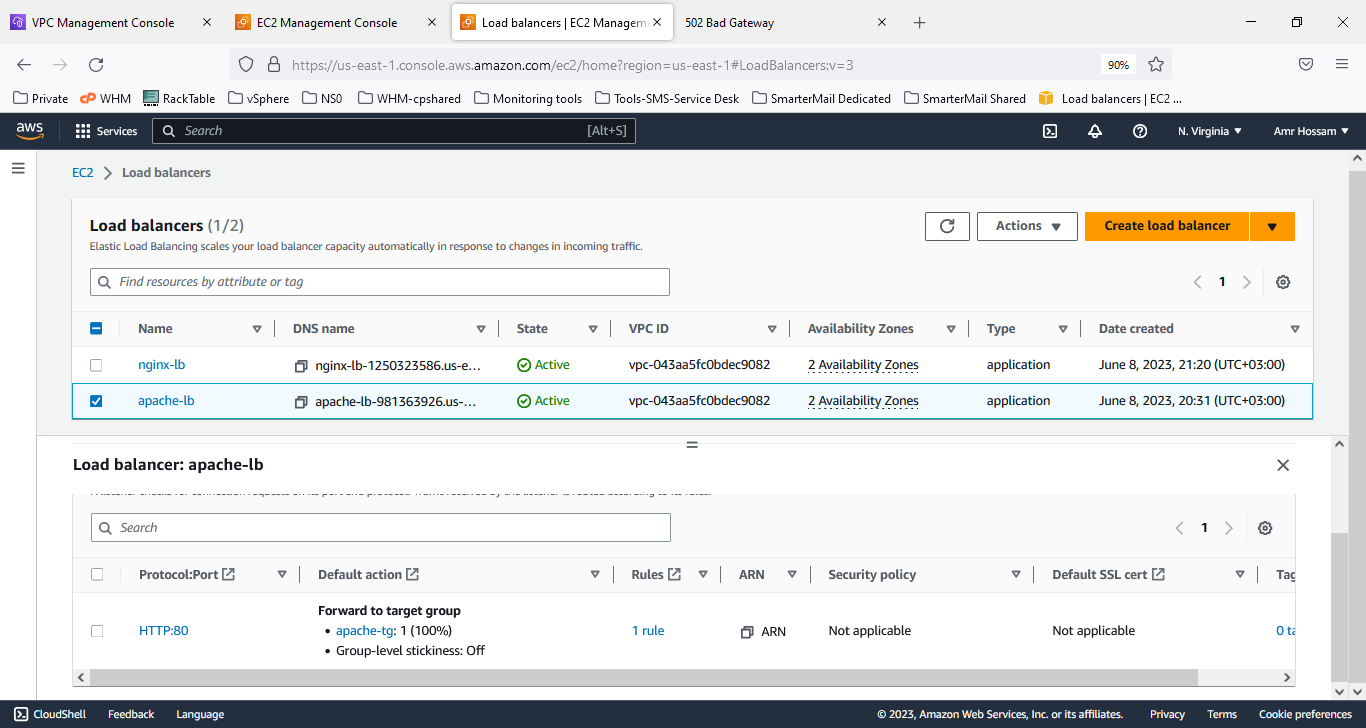 VPC Management Console
EC2 Management Console
Load balancers | EC2 Managem
502 Bad Gateway
https://us-east-1.console.aws.amazon.com/ec2/home?region=us-east-1#LoadBalancers:v=3
90%
Private
WHM
RackTable
vSphere
NS0
WHM-cpshared
Monitoring tools
Tools-SMS-Service Desk
SmarterMail Dedicated
SmarterMail Shared
Load balancers | EC2 ...
aws
Services
Search
[Alt+S]
N. Virginia
Amr Hossam
EC2
Load balancers
Load balancers (1/2)
Elastic Load Balancing scales your load balancer capacity automatically in response to changes in incoming traffic.
Actions
Create load balancer
Find resources by attribute or tag
1
Name DNS name State VPC ID Availability Zones Type Date created
nginx-lb nginx-lb-1250323586.us-e... Active vpc-043aa5fc0bdec9082 2 Availability Zones application June 8, 2023, 21:20 (UTC+03:00)
apache-lb apache-lb-981363926.us-... Active vpc-043aa5fc0bdec9082 2 Availability Zones application June 8, 2023, 20:31 (UTC+03:00)
Load balancer: apache-lb
Search
1
Protocol:Port Default action Rules ARN Security policy Default SSL cert Tag
Forward to target group
HTTP:80 • apache-tg: 1 (100%) 1 rule ARN Not applicable Not applicable 0 ta
• Group-level stickiness: Off
CloudShell Feedback Language © 2023, Amazon Web Services, Inc. or its affiliates. Privacy Terms Cookie preferences